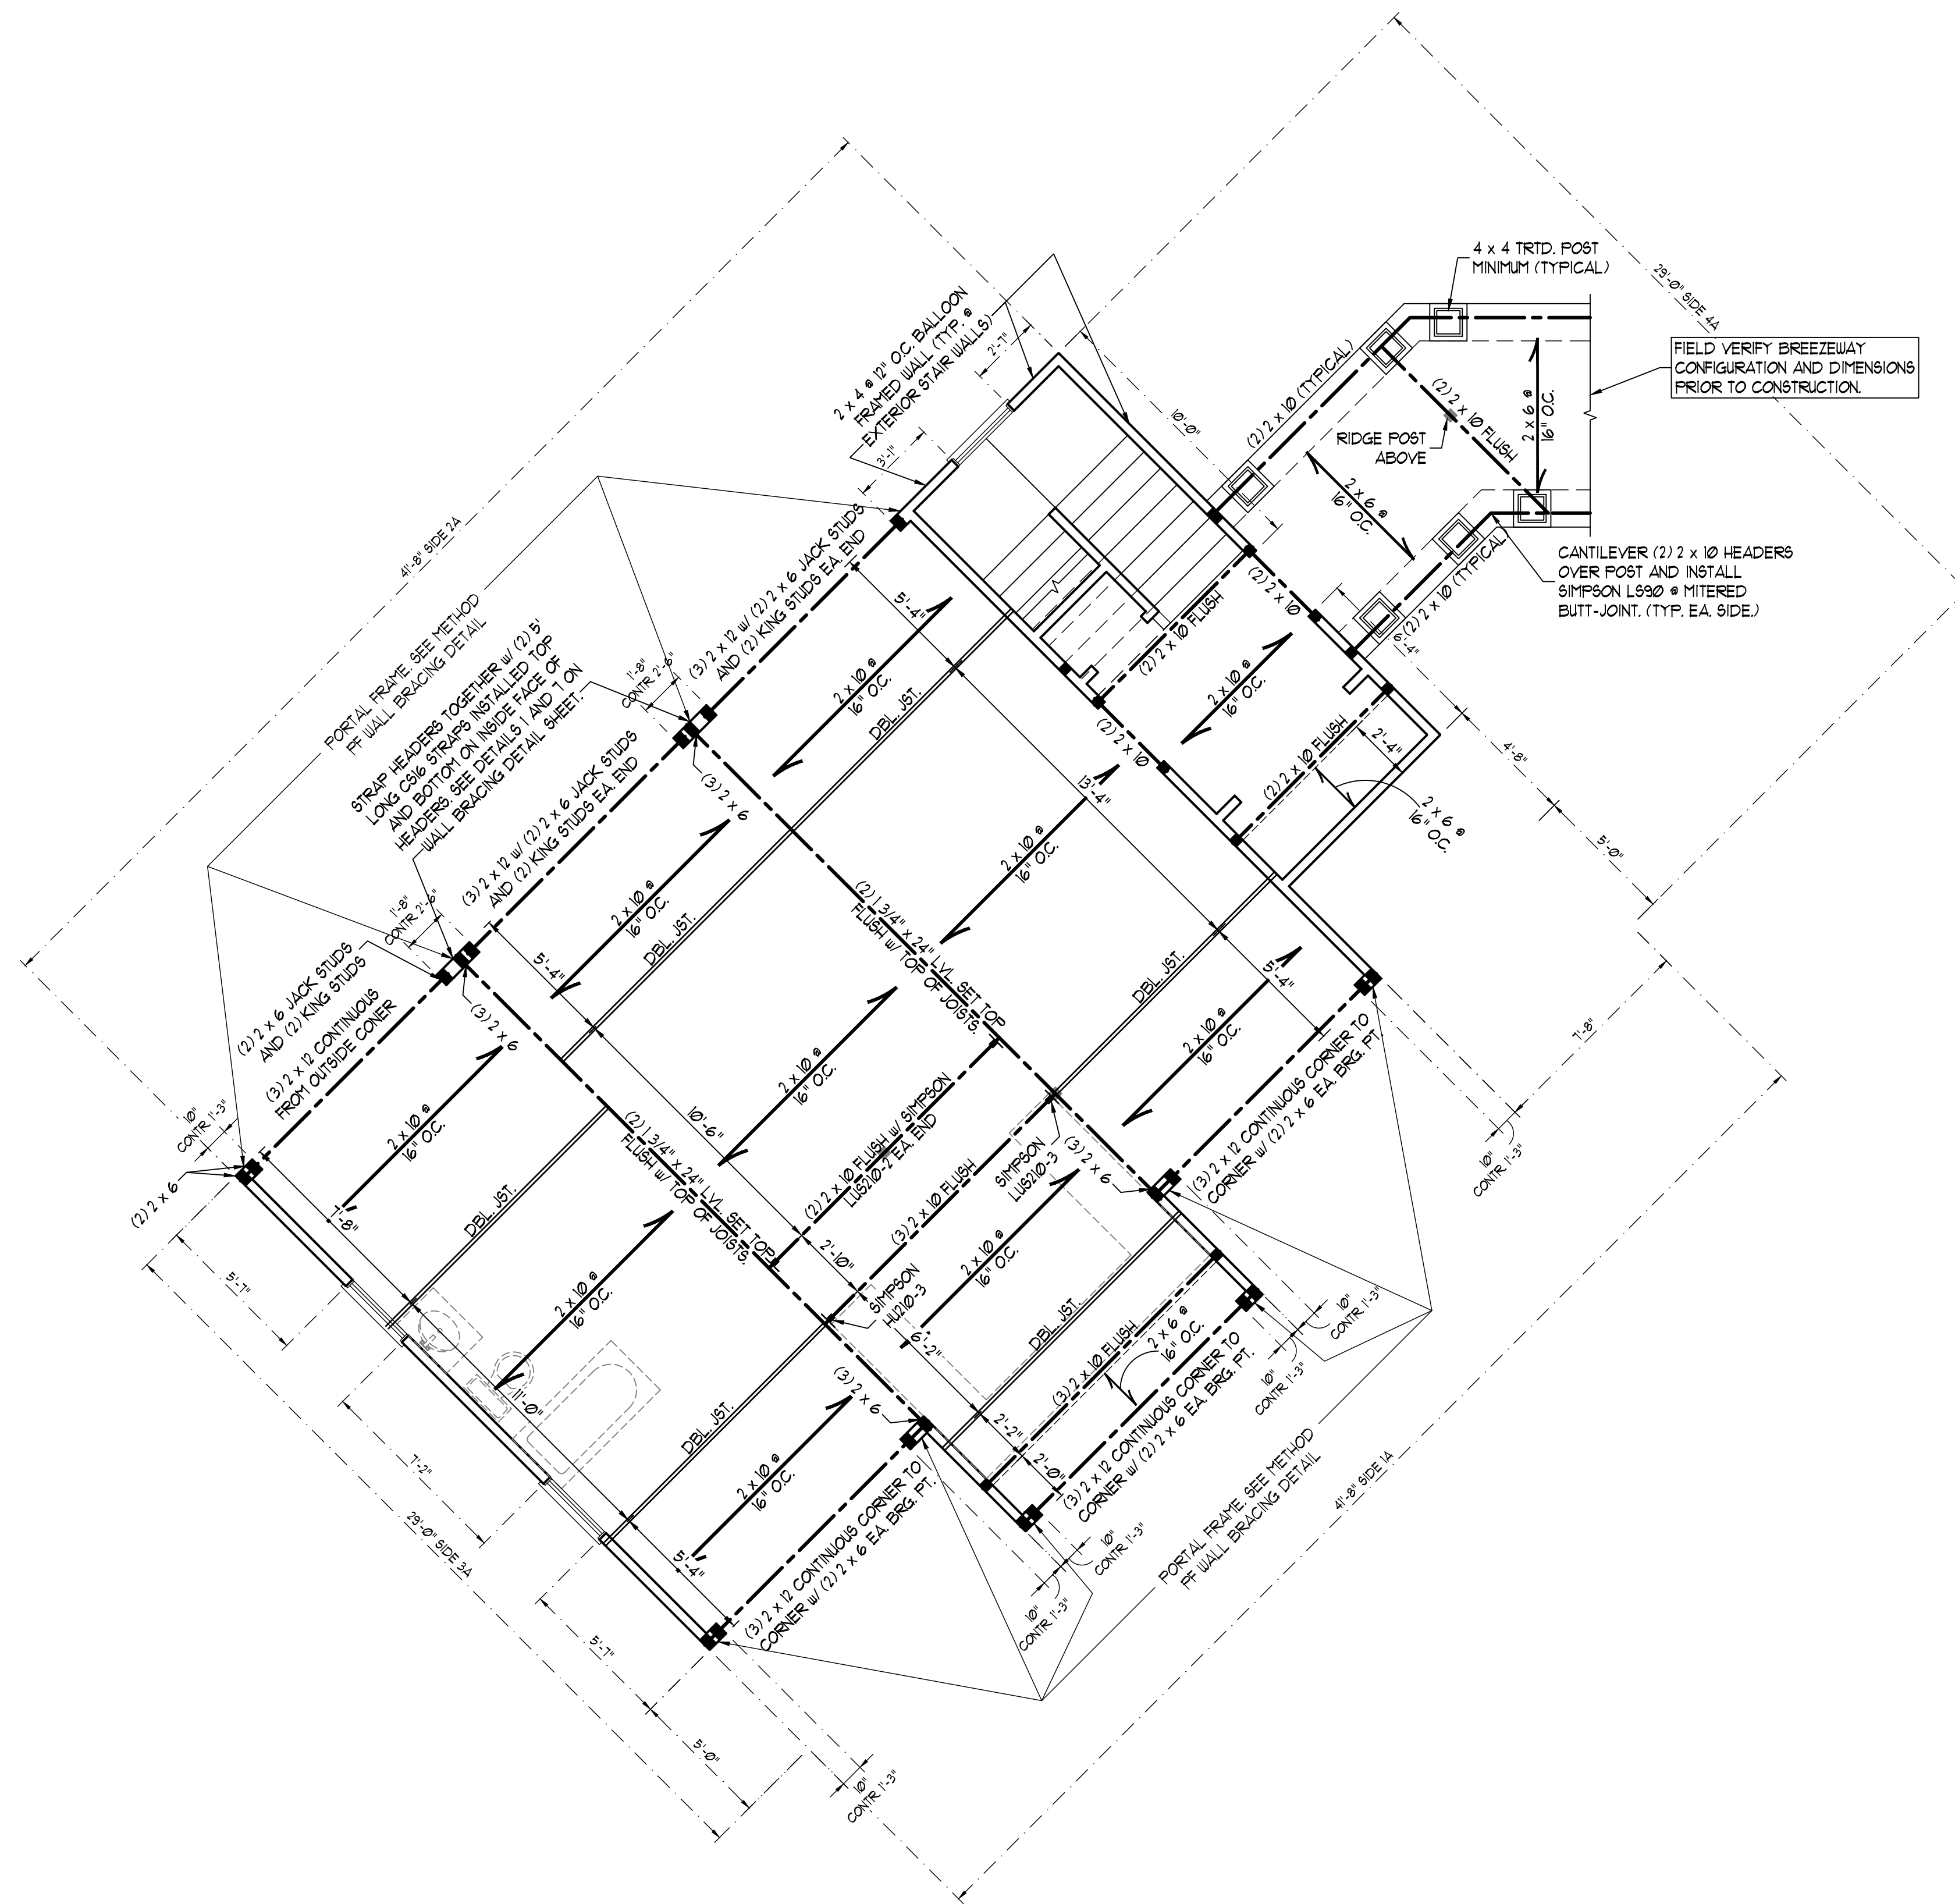 4 x 4 TRTD. POST
MINIMUM (TYPICAL)
29'-0" SIDE 4A
FIELD VERIFY BREEZEWAY
CONFIGURATION AND DIMENSIONS
PRIOR TO CONSTRUCTION.
2 x 6 @
16" O.C.
(2) 2 x 10 FLUSH
RIDGE POST
ABOVE
(2) 2 x 10 (TYPICAL)
2 x 6 @
16" O.C.
CANTILEVER (2) 2 x 10 HEADERS
OVER POST AND INSTALL
SIMPSON LS90 @ MITERED
BUTT-JOINT. (TYP. EA. SIDE.)
(2) 2 x 10 (TYPICAL)
6'-4"
2 x 4 @ 12" O.C. BALLOON
FRAMED WALL (TYP. @
EXTERIOR STAIR WALLS)
2'-7"
3'-1"
10'-0"
41'-8" SIDE 2A
PORTAL FRAME. SEE METHOD
PF WALL BRACING DETAIL
STRAP HEADERS TOGETHER w/ (2) 5'
LONG CS16 STRAPS INSTALLED TOP
AND BOTTOM ON INSIDE FACE OF
HEADERS. SEE DETAILS 1 AND 7 ON
WALL BRACING DETAIL SHEET.
1'-8"
CONTR 2'-6"
(3) 2 x 12 w/ (2) 2 x 6 JACK STUDS
AND (2) KING STUDS EA. END
5'-4"
2 x 10 @
16" O.C.
DBL. JST.
(2) 2 x 10 FLUSH
(2) 2 x 10
2 x 10 @
16" O.C.
(2) 2 x 10
(2) 2 x 10 FLUSH
2'-4"
2 x 6 @
16" O.C.
4'-8"
5'-0"
(3) 2 x 6
13'-4"
2 x 10 @
16" O.C.
1'-8"
CONTR 2'-6"
(3) 2 x 12 w/ (2) 2 x 6 JACK STUDS
AND (2) KING STUDS EA. END
2 x 10 @
16" O.C.
DBL. JST.
5'-4"
(2) 1 3/4" x 24" LVL. SET TOP
FLUSH w/ TOP OF JOISTS.
DBL. JST.
5'-4"
2 x 10 @
16" O.C.
7'-8"
10"
CONTR 1'-3"
(3) 2 x 12 CONTINUOUS CORNER TO
CORNER w/ (2) 2 x 6 EA. BRG. PT.
(2) 2 x 6 JACK STUDS
AND (2) KING STUDS
(3) 2 x 12 CONTINUOUS
FROM OUTSIDE CONER
(3) 2 x 6
10"
CONTR 1'-3"
(2) 2 x 6
2 x 10 @
16" O.C.
7'-8"
DBL. JST.
10'-6"
2 x 10 @
16" O.C.
(2) 1 3/4" x 24" LVL. SET TOP
FLUSH w/ TOP OF JOISTS.
(2) 2 x 10 FLUSH w/ SIMPSON
LUS210-2 EA. END
2'-10"
(3) 2 x 10 FLUSH
SIMPSON
LUS210-3
(3) 2 x 6
SIMPSON
HU210-3
2 x 10 @
16" O.C.
6'-2"
DBL. JST.
(3) 2 x 10 FLUSH
2 x 6 @
16" O.C.
2'-2"
2'-0"
(3) 2 x 12 CONTINUOUS CORNER TO
CORNER w/ (2) 2 x 6 EA. BRG. PT.
10"
CONTR 1'-3"
10"
CONTR 1'-3"
2 x 10 @
16" O.C.
11'-0"
DBL. JST.
(3) 2 x 6
2 x 10 @
16" O.C.
5'-4"
(3) 2 x 12 CONTINUOUS CORNER TO
CORNER w/ (2) 2 x 6 EA. BRG. PT.
10"
CONTR 1'-3"
10"
CONTR 1'-3"
PORTAL FRAME. SEE METHOD
PF WALL BRACING DETAIL
41'-8" SIDE 1A
5'-7"
7'-2"
29'-0" SIDE 3A
5'-7"
5'-0"
10"
CONTR 1'-3"